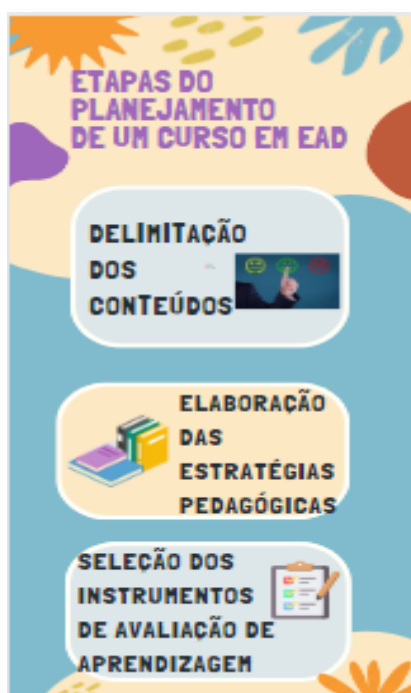 ETAPAS DO
PLANEJAMENTO
DE UM CURSO EM EAD
DELIMITAÇÃO
DOS
CONTEÚDOS
ELABORAÇÃO
DAS
ESTRATÉGIAS
PEDAGÓGICAS
SELEÇÃO DOS
INSTRUMENTOS
DE AVALIAÇÃO DE
APRENDIZAGEM